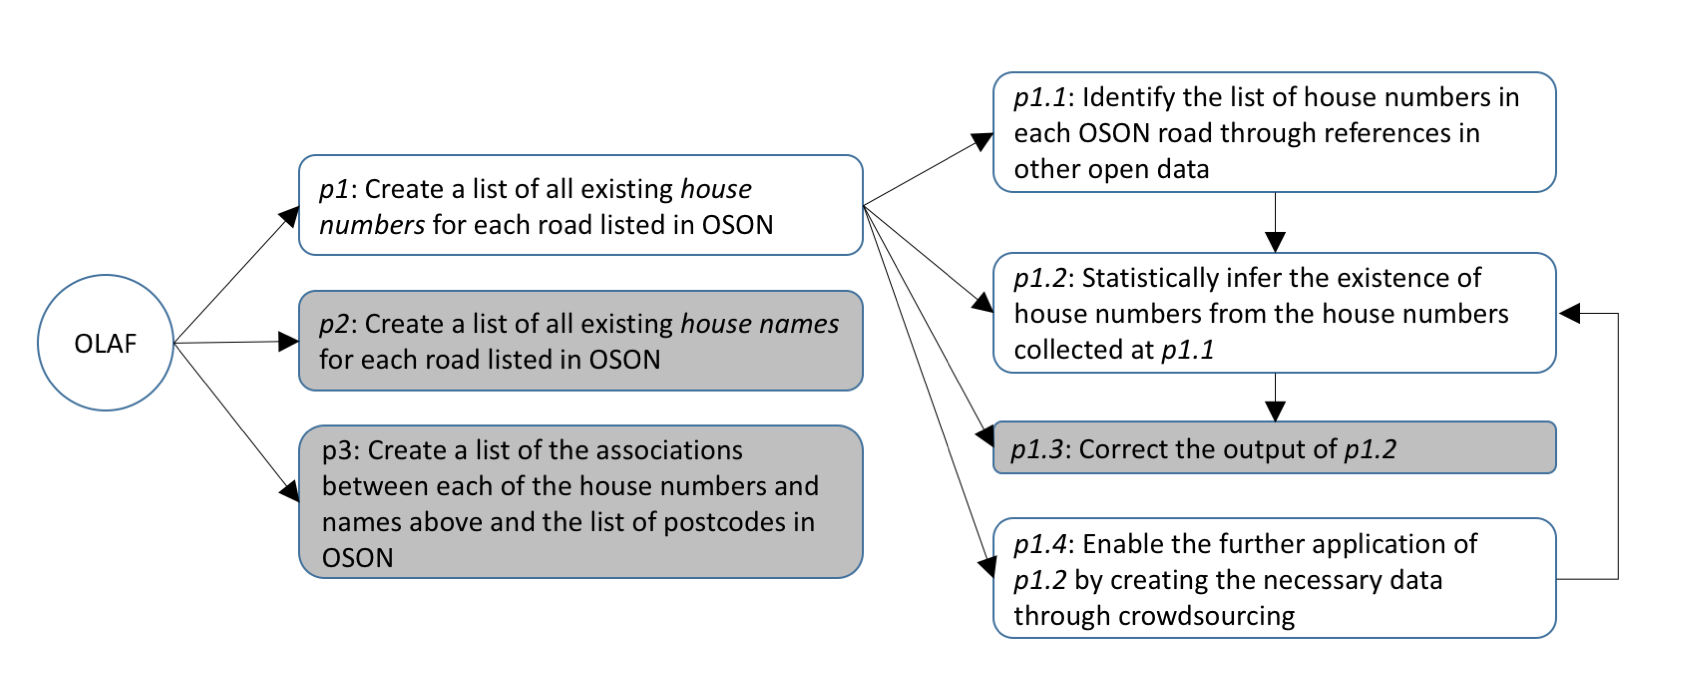 OLAF
p1: Create a list of all existing house
numbers for each road listed in OSON
p2: Create a list of all existing house names
for each road listed in OSON
p3: Create a list of the associations
between each of the house numbers and
names above and the list of postcodes in
OSON
p1.1: Identify the list of house numbers in
each OSON road through references in
other open data
p1.2: Statistically infer the existence of
house numbers from the house numbers
collected at p1.1
p1.3: Correct the output of p1.2
p1.4: Enable the further application of
p1.2 by creating the necessary data
through crowdsourcing